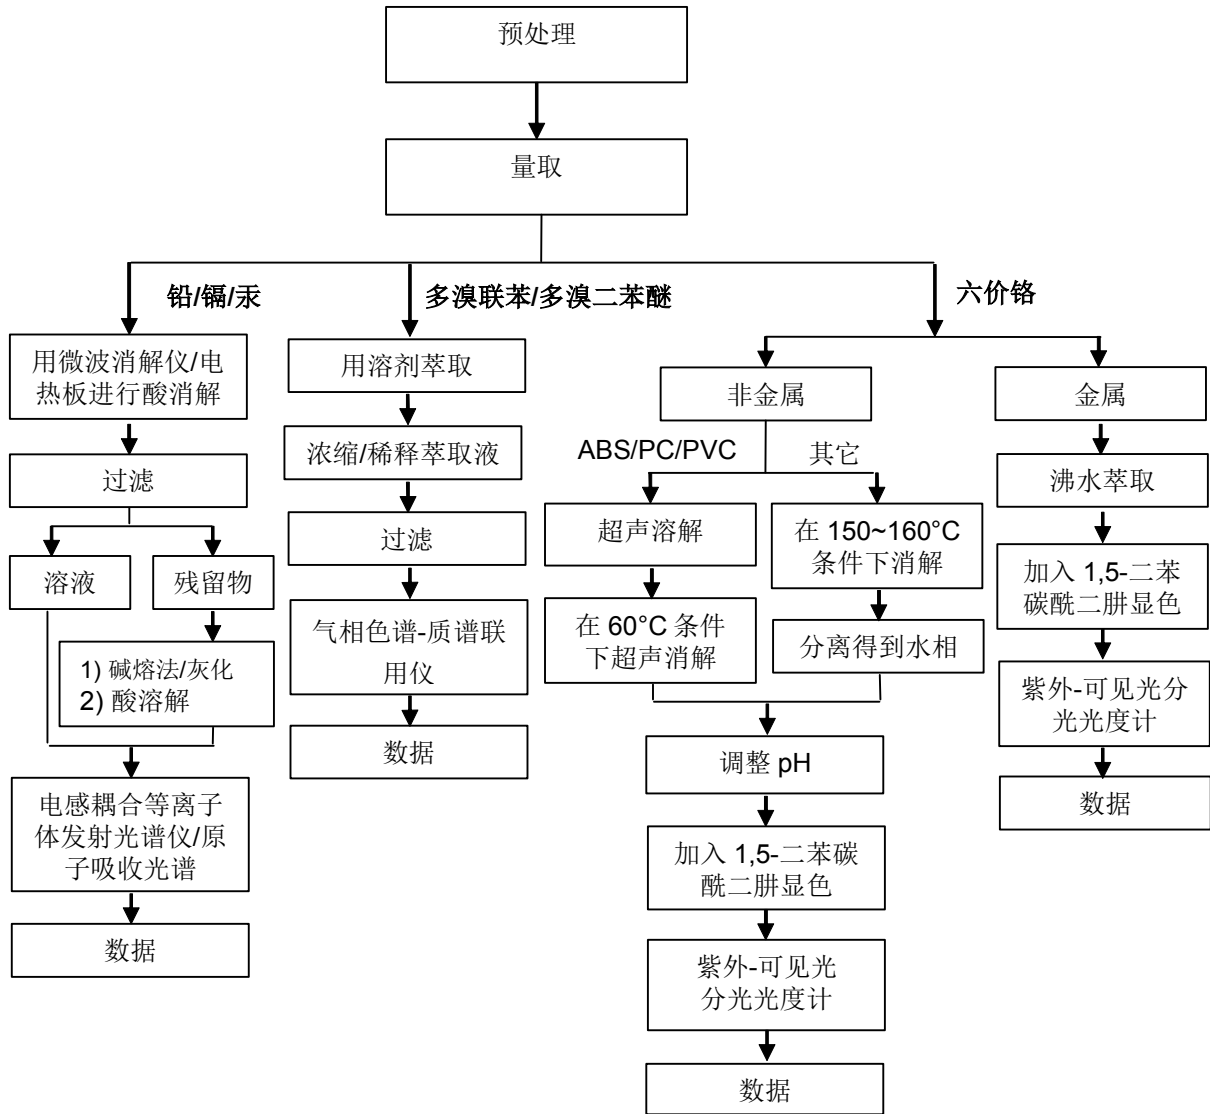 预处理
量取
铅/镉/汞
多溴联苯/多溴二苯醚
六价铬
用微波消解仪/电
热板进行酸消解
过滤
溶液
残留物
1) 碱熔法/灰化
2) 酸溶解
电感耦合等离子
体发射光谱仪/原
子吸收光谱
数据
用溶剂萃取
浓缩/稀释萃取液
过滤
气相色谱-质谱联
用仪
数据
非金属
ABS/PC/PVC
其它
超声溶解
在 60°C 条件
下超声消解
在 150~160°C
条件下消解
分离得到水相
调整 pH
加入 1,5-二苯碳
酰二肼显色
紫外-可见光
分光光度计
数据
金属
沸水萃取
加入 1,5-二苯
碳酰二肼显色
紫外-可见光分
光光度计
数据